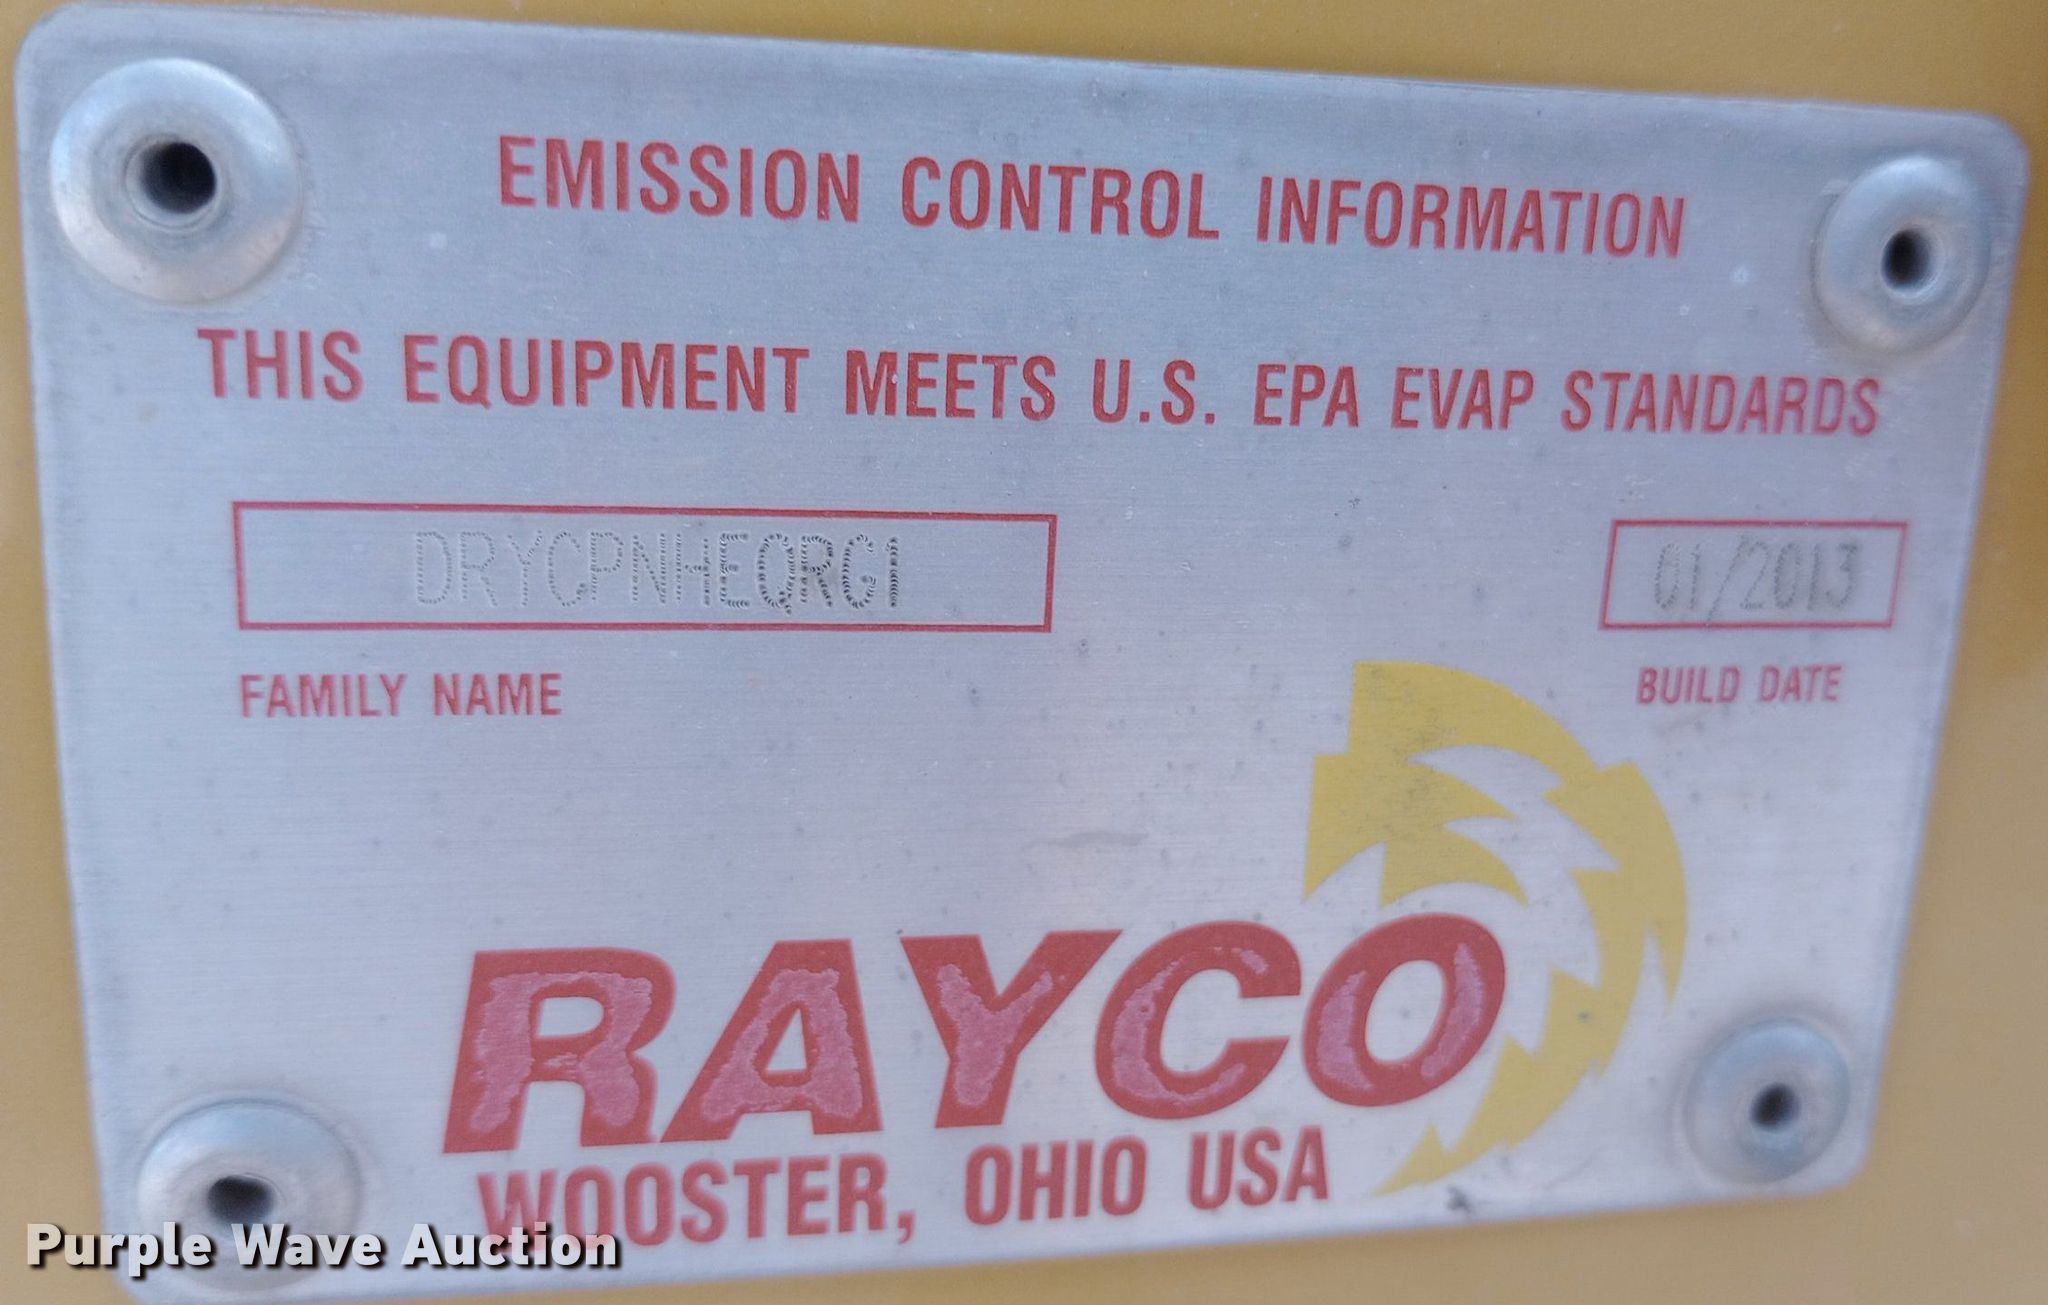 EMISSION CONTROL INFORMATION
THIS EQUIPMENT MEETS U.S. EPA EVAP STANDARDS
DRYCPNHEQRG1
01/2013
FAMILY NAME
BUILD DATE
RAYCO
WOOSTER, OHIO USA
Purple Wave Auction